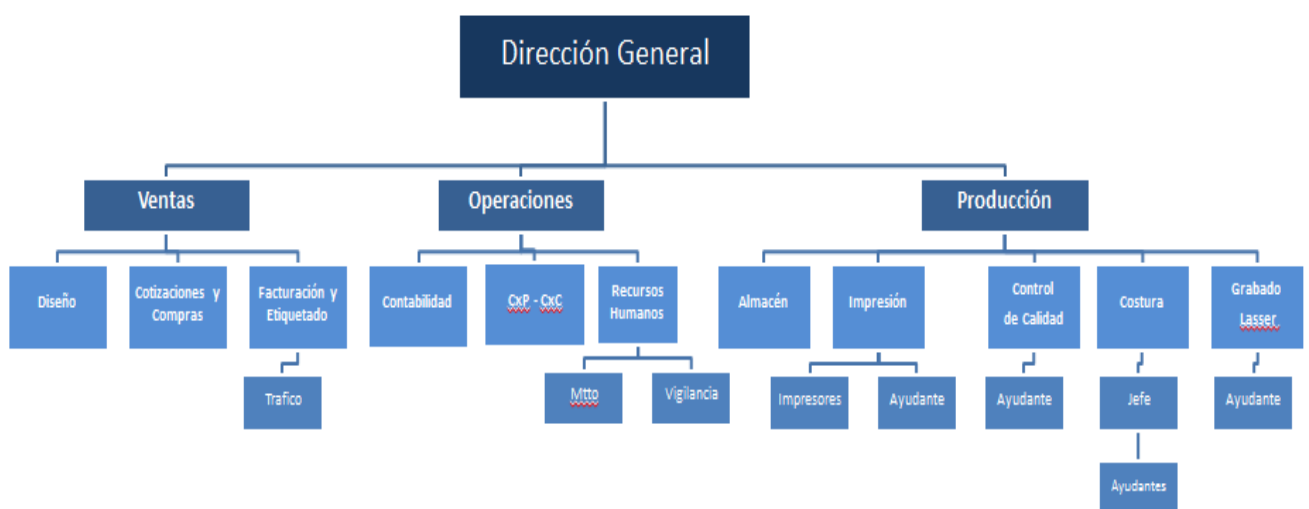 Dirección General
Ventas
Operaciones
Producción
Diseño
Cotizaciones y
Compras
Facturación y
Etiquetado
Contabilidad
CxP - CxC
Recursos
Humanos
Almacén
Impresión
Control
de Calidad
Costura
Grabado
Lasser
Trafico
Mtto
Vigilancia
Impresores
Ayudante
Ayudante
Jefe
Ayudante
Ayudantes